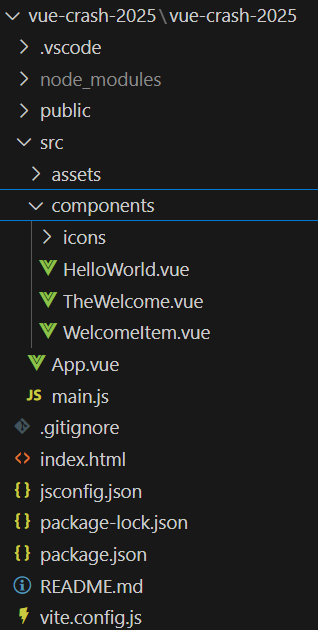 vue-crash-2025\vue-crash-2025
.vscode
node_modules
public
src
assets
components
icons
HelloWorld.vue
TheWelcome.vue
WelcomeItem.vue
App.vue
JS main.js
.gitignore
<> index.html
{} jsconfig.json
{} package-lock.json
{} package.json
README.md
vite.config.js